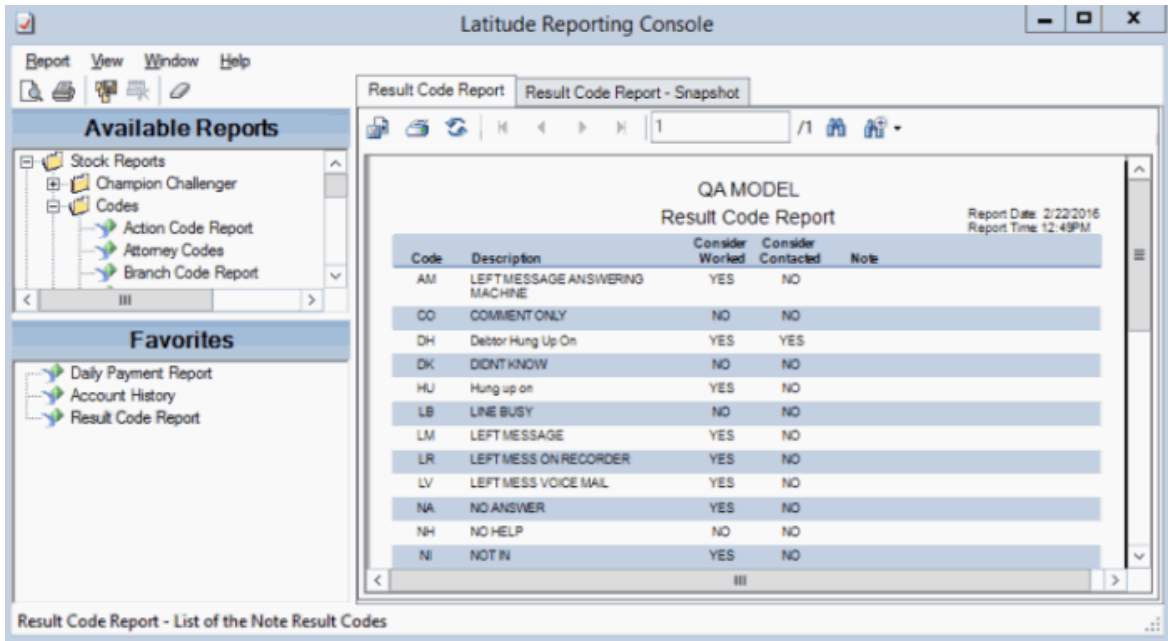 Latitude Reporting Console
Report View Window Help
Available Reports
Stock Reports
Champion Challenger
Codes
Action Code Report
Attorney Codes
Branch Code Report
Favorites
Daily Payment Report
Account History
Result Code Report
Result Code Report Result Code Report - Snapshot
1 /1
QA MODEL
Result Code Report
Report Date: 2/22/2016
Report Time: 12:49PM
Code Description Consider Worked Consider Contacted Note
AM LEFT MESSAGE ANSWERING MACHINE YES NO
CO COMMENT ONLY NO NO
DH Debtor Hung Up On YES YES
DK DIDNT KNOW NO NO
HU Hung up on YES NO
LB LINE BUSY NO NO
LM LEFT MESSAGE YES NO
LR LEFT MESS ON RECORDER YES NO
LV LEFT MESS VOICE MAIL YES NO
NA NO ANSWER YES NO
NH NO HELP NO NO
NI NOT IN YES NO
Result Code Report - List of the Note Result Codes